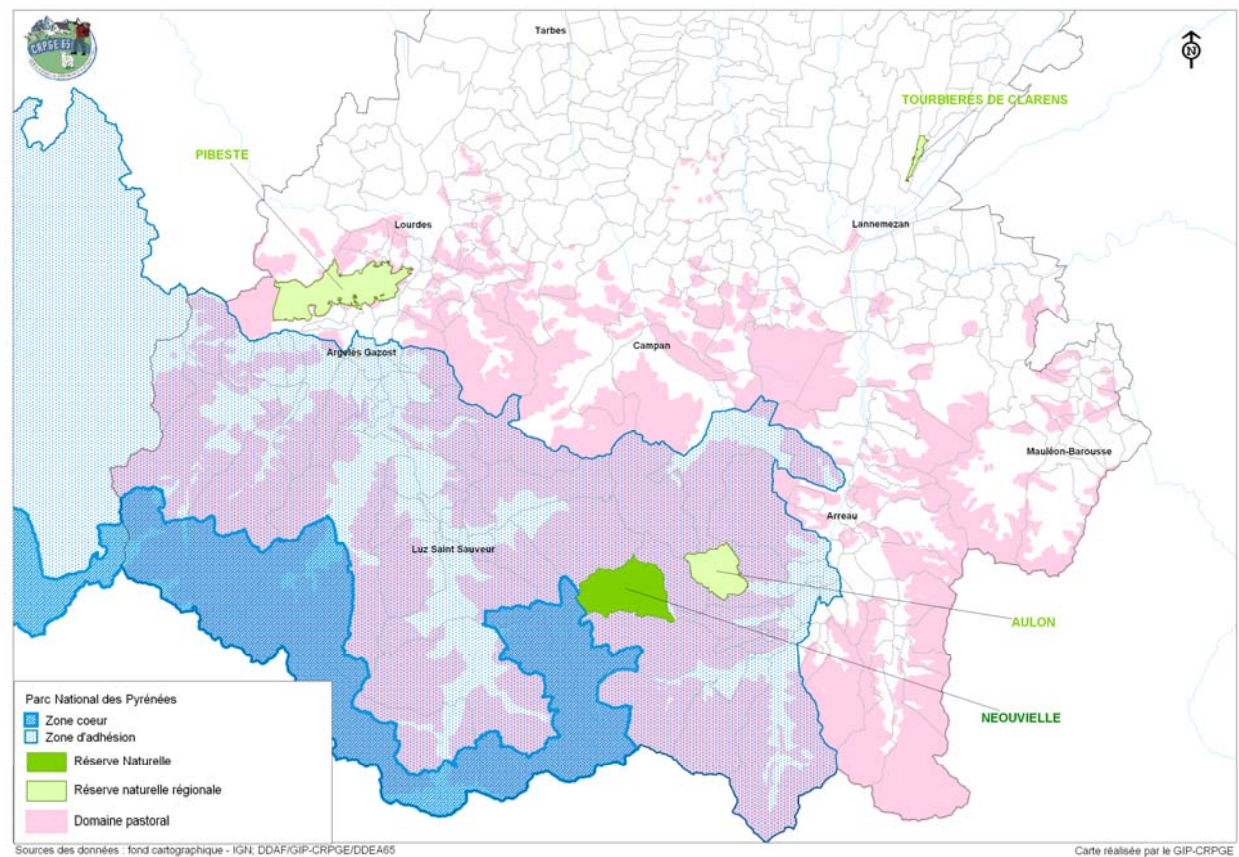 CRPGE 65
Tarbes
N
TOURBIERES DE CLARENS
PIBESTE
Lourdes
Lannemezan
Campan
Argelès Gazost
Mauléon-Barousse
Arreau
Luz Saint Sauveur
AULON
NEOUVIELLE
Parc National des Pyrénées
Zone coeur
Zone d'adhésion
Réserve Naturelle
Réserve naturelle régionale
Domaine pastoral
Sources des données : fond cartographique - IGN; DDAF/GIP-CRPGE/DDEA65
Carte réalisée par le GIP-CRPGE